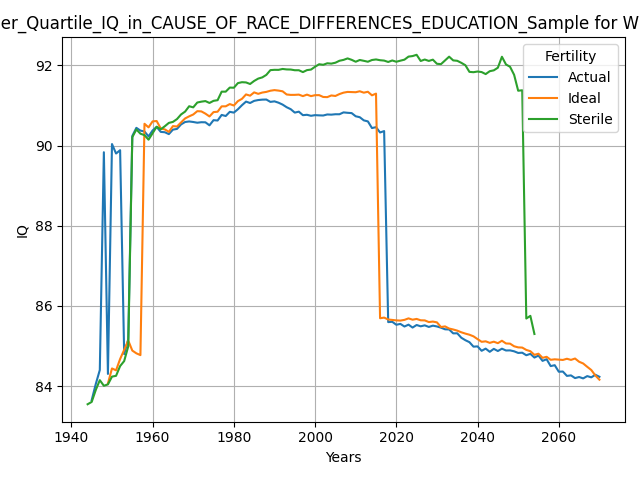 er_Quartile_IQ_in_CAUSE_OF_RACE_DIFFERENCES_EDUCATION_Sample for W
Fertility
Actual
Ideal
Sterile
IQ
92
90
88
86
84
1940 1960 1980 2000 2020 2040 2060
Years